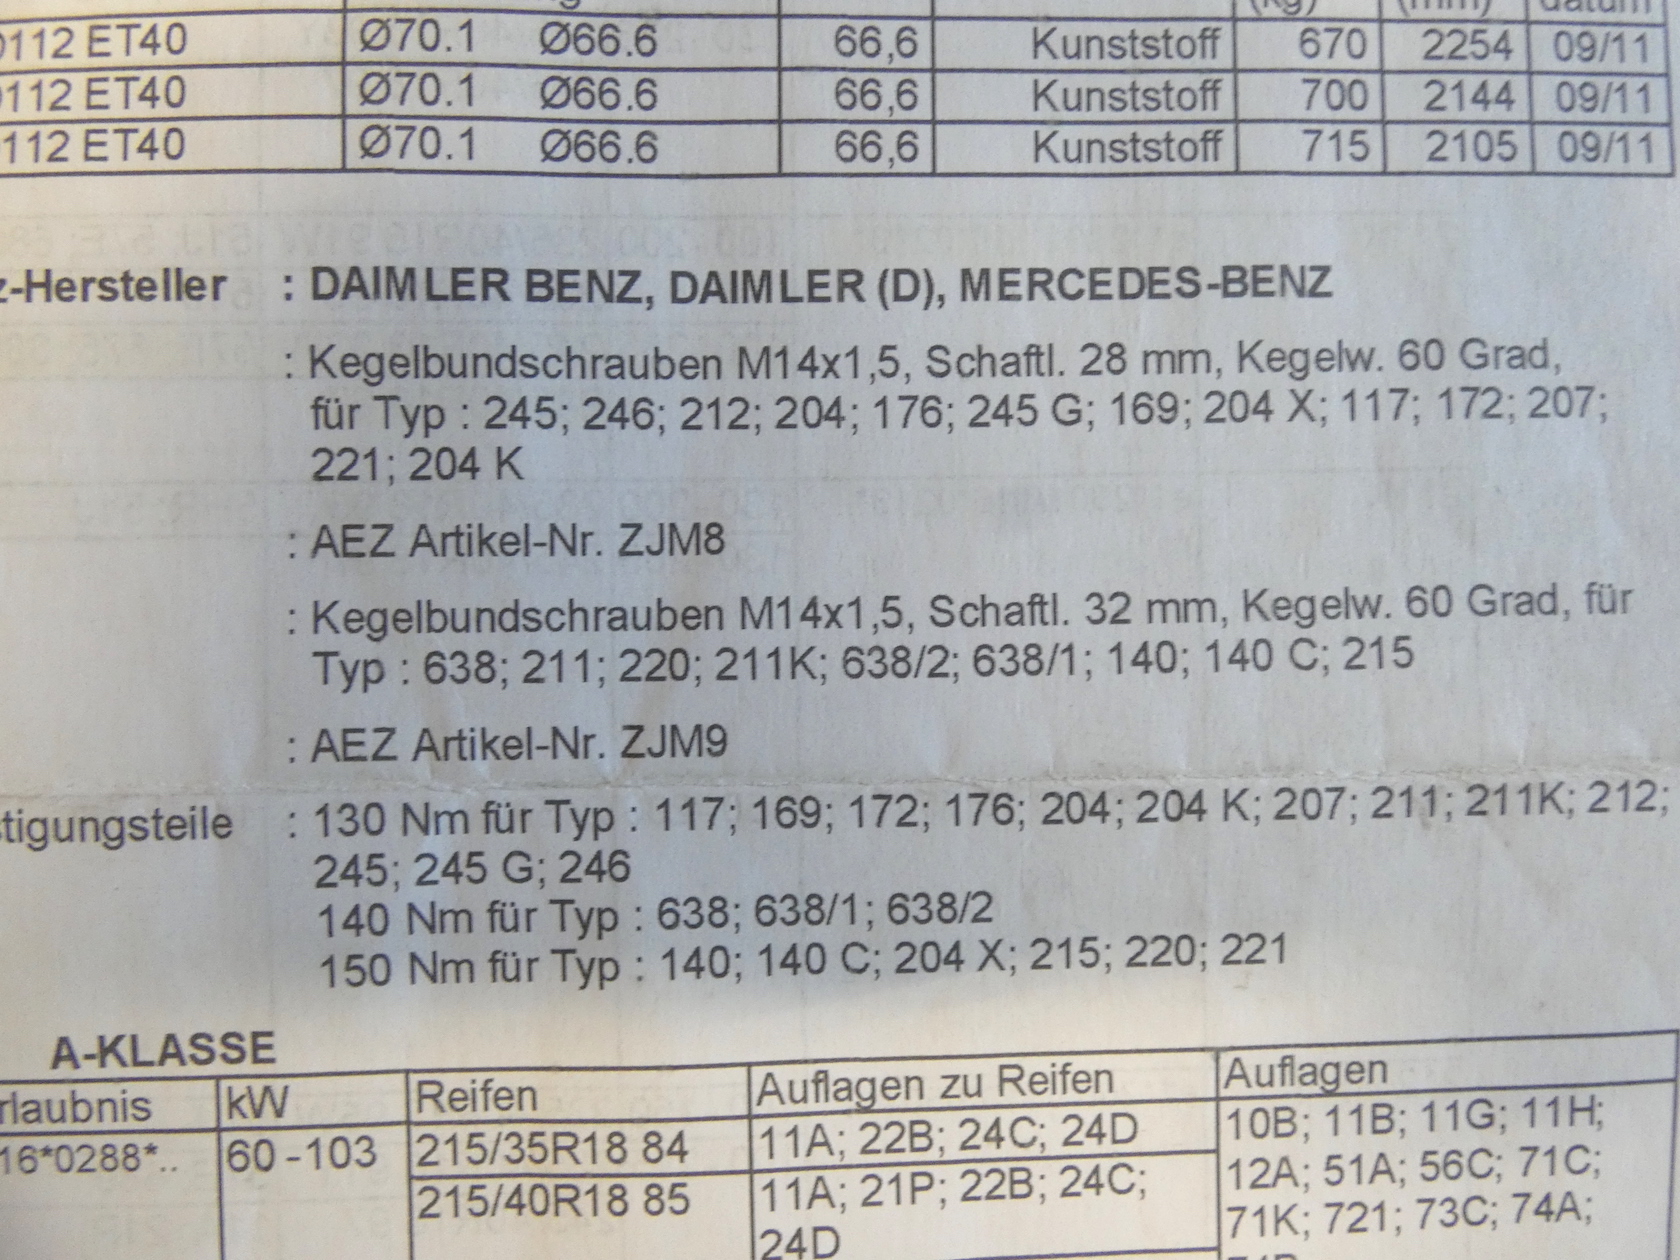 (kg) (mm) datum
0112 ET40 Ø70.1 Ø66.6 66,6 Kunststoff 670 2254 09/11
0112 ET40 Ø70.1 Ø66.6 66,6 Kunststoff 700 2144 09/11
112 ET40 Ø70.1 Ø66.6 66,6 Kunststoff 715 2105 09/11
z-Hersteller : DAIMLER BENZ, DAIMLER (D), MERCEDES-BENZ
: Kegelbundschrauben M14x1,5, Schaftl. 28 mm, Kegelw. 60 Grad,
für Typ : 245; 246; 212; 204; 176; 245 G; 169; 204 X; 117; 172; 207;
221; 204 K
: AEZ Artikel-Nr. ZJM8
: Kegelbundschrauben M14x1,5, Schaftl. 32 mm, Kegelw. 60 Grad, für
Typ : 638; 211; 220; 211K; 638/2; 638/1; 140; 140 C; 215
: AEZ Artikel-Nr. ZJM9
stigungsteile : 130 Nm für Typ : 117; 169; 172; 176; 204; 204 K; 207; 211; 211K; 212;
245; 245 G; 246
140 Nm für Typ : 638; 638/1; 638/2
150 Nm für Typ : 140; 140 C; 204 X; 215; 220; 221
A-KLASSE
rlaubnis kW Reifen Auflagen zu Reifen Auflagen
16*0288*.. 60 -103 215/35R18 84 11A; 22B; 24C; 24D 10B; 11B; 11G; 11H;
12A; 51A; 56C; 71C;
215/40R18 85 11A; 21P; 22B; 24C; 71K; 721; 73C; 74A;
24D